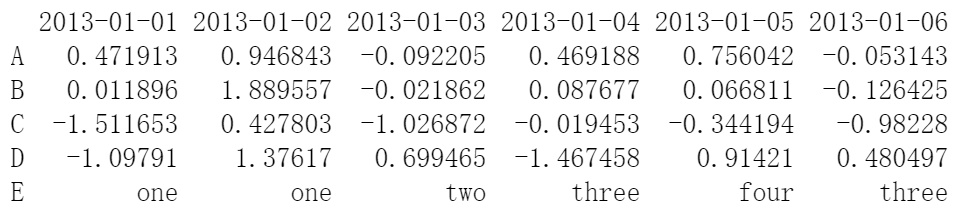 2013-01-01 2013-01-02 2013-01-03 2013-01-04 2013-01-05 2013-01-06
A 0.471913 0.946843 -0.092205 0.469188 0.756042 -0.053143
B 0.011896 1.889557 -0.021862 0.087677 0.066811 -0.126425
C -1.511653 0.427803 -1.026872 -0.019453 -0.344194 -0.98228
D -1.09791 1.37617 0.699465 -1.467458 0.91421 0.480497
E one one two three four three